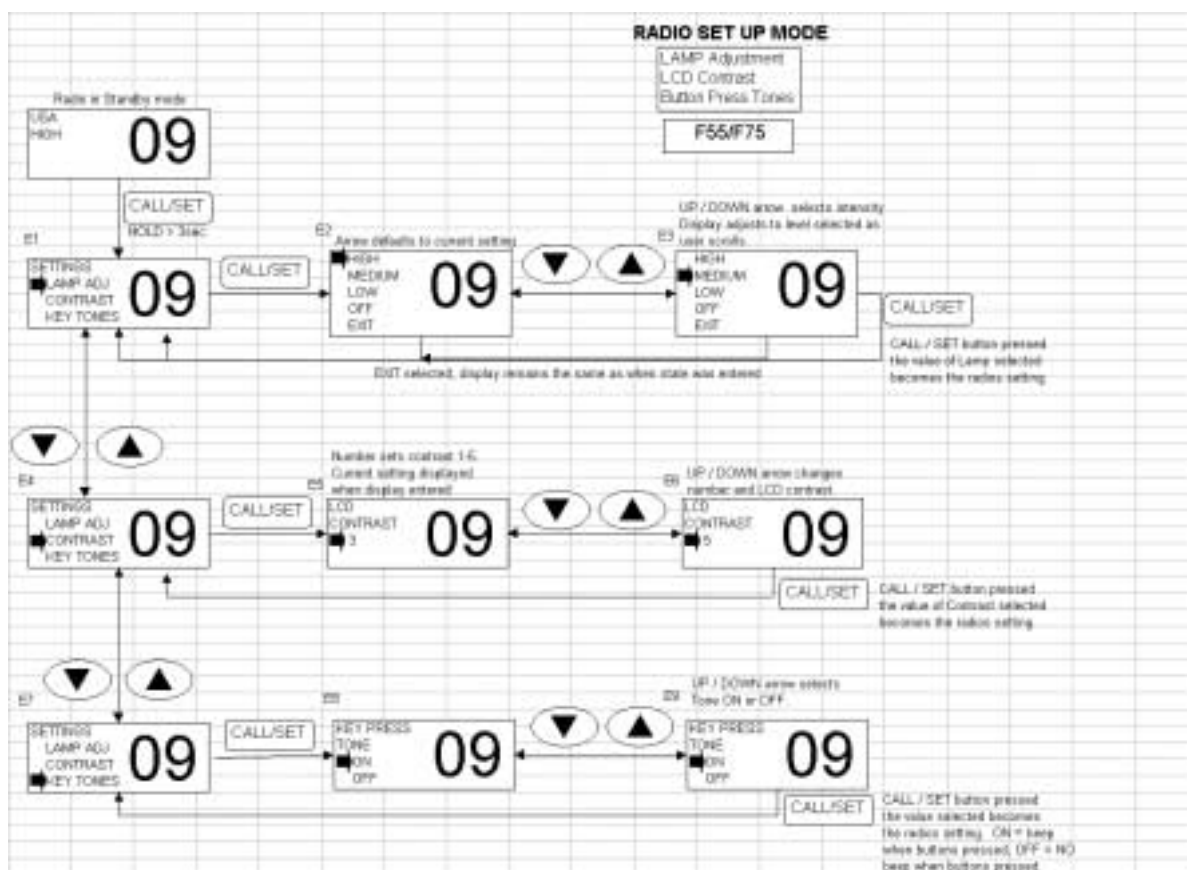 RADIO SET UP MODE
LAMP Adjustment
LCD Contrast
Button Press Tones
F55/F75
Radio in Standby mode
USA
HIGH
09
CALL/SET
HOLD > 3sec
E1
SETTINGS
LAMP ADJ
CONTRAST
KEY TONES
09
CALL/SET
E2
Arrow defaults to current setting
HIGH
MEDIUM
LOW
OFF
EXIT
09
UP / DOWN arrow selects intensity
Display adjusts to level selected as
E3 user scrolls
HIGH
MEDIUM
LOW
OFF
EXIT
09
CALL/SET
CALL / SET button pressed
the value of Lamp selected
becomes the radios setting
EXIT selected, display remains the same as when state was entered
E4
SETTINGS
LAMP ADJ
CONTRAST
KEY TONES
09
CALL/SET
Number sets contrast 1-5
Current setting displayed
E5 when display entered
LCD
CONTRAST
3
09
UP / DOWN arrow changes
E6 number and LCD contrast
LCD
CONTRAST
5
09
CALL/SET
CALL / SET button pressed
the value of Contrast selected
becomes the radios setting
E7
SETTINGS
LAMP ADJ
CONTRAST
KEY TONES
09
CALL/SET
E8
KEY PRESS
TONE
ON
OFF
09
UP / DOWN arrow selects
E9 Tone ON or OFF
KEY PRESS
TONE
ON
OFF
09
CALL/SET
CALL / SET button pressed
the value selected becomes
the radios setting. ON = beep
when buttons pressed, OFF = NO
beep when buttons pressed